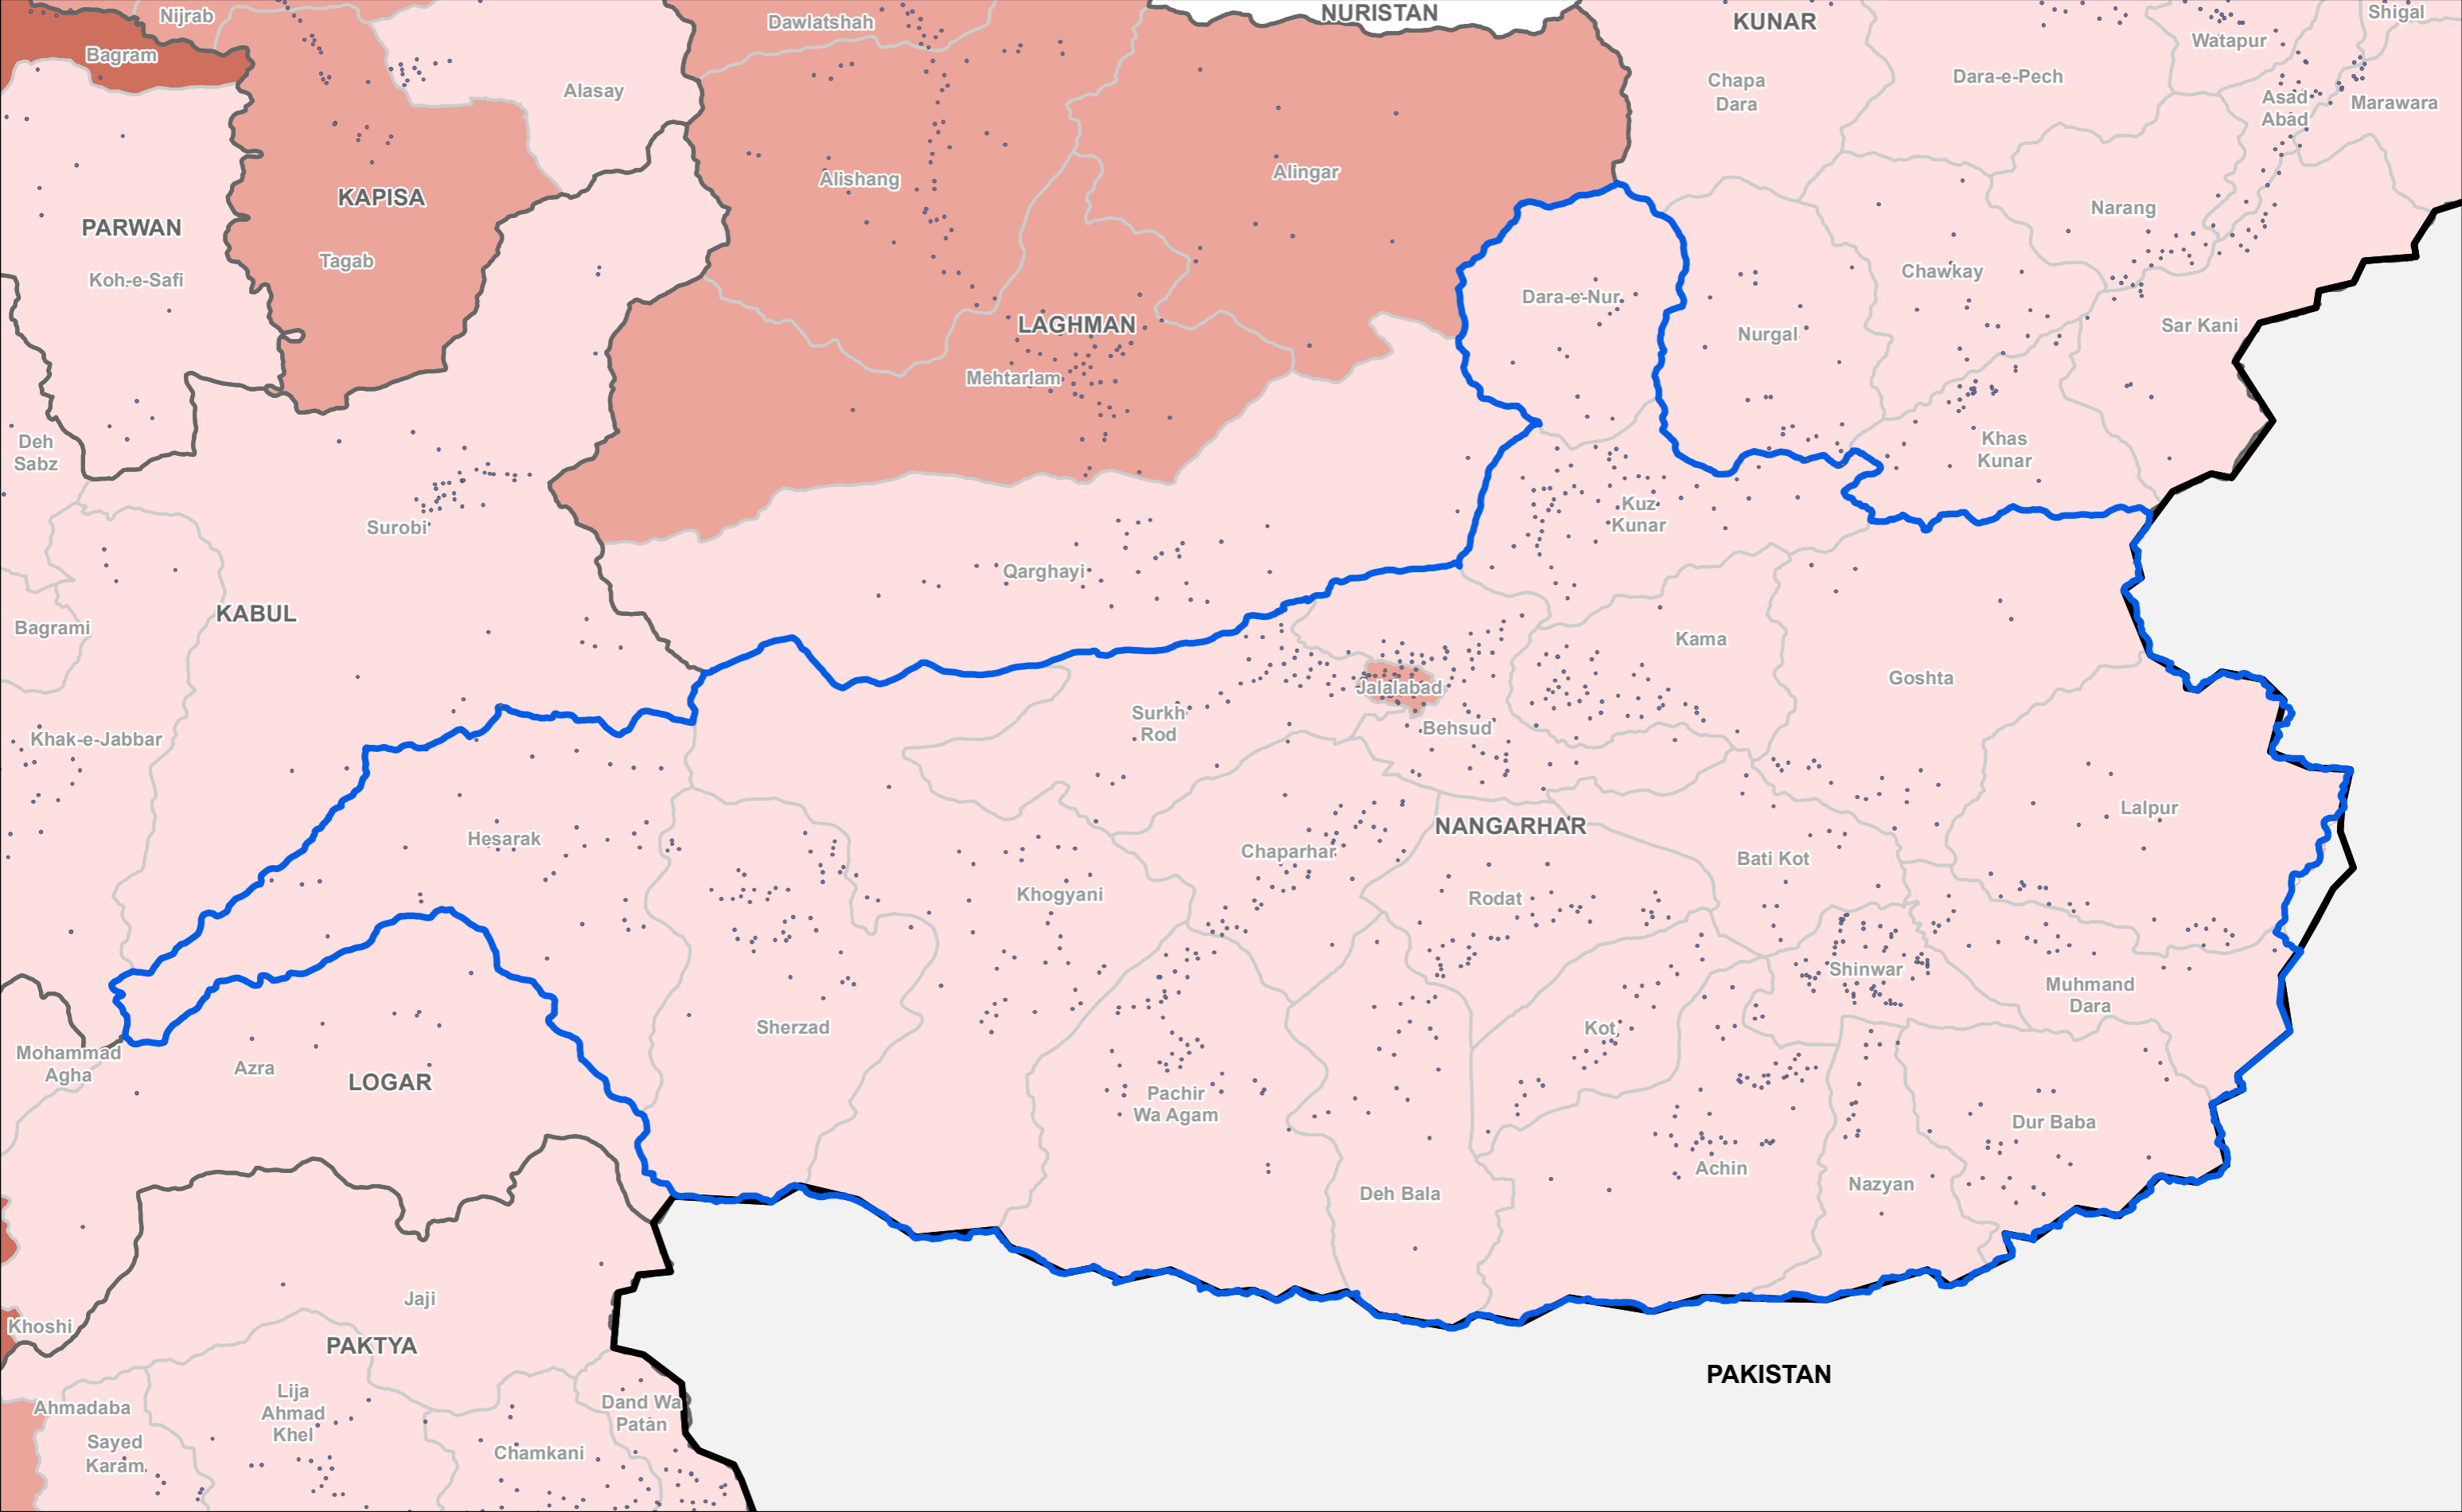 Nijrab
Dawlatshah
NURISTAN
KUNAR
Shigal
Watapur
Bagram
Alasay
Chapa
Dara
Dara-e-Pech
Asad
Abad
Marawara
KAPISA
Alishang
Alingar
PARWAN
Narang
Tagab
Koh-e-Safi
Chawkay
Dara-e-Nur
LAGHMAN
Nurgal
Sar Kani
Mehtarlam
Deh
Sabz
Khas
Kunar
Surobi
Kuz
Kunar
Qarghayi
KABUL
Bagrami
Kama
Goshta
Jalalabad
Surkh
Rod
Behsud
Khak-e-Jabbar
Lalpur
Hesarak
NANGARHAR
Chaparhar
Bati Kot
Khogyani
Rodat
Shinwar
Muhmand
Dara
Sherzad
Kot
Mohammad
Agha
Azra
LOGAR
Pachir
Wa Agam
Dur Baba
Achin
Nazyan
Deh Bala
Jaji
Khoshi
PAKTYA
PAKISTAN
Lija
Ahmad
Khel
Ahmadaba
Dand Wa
Patan
Sayed
Karam
Chamkani